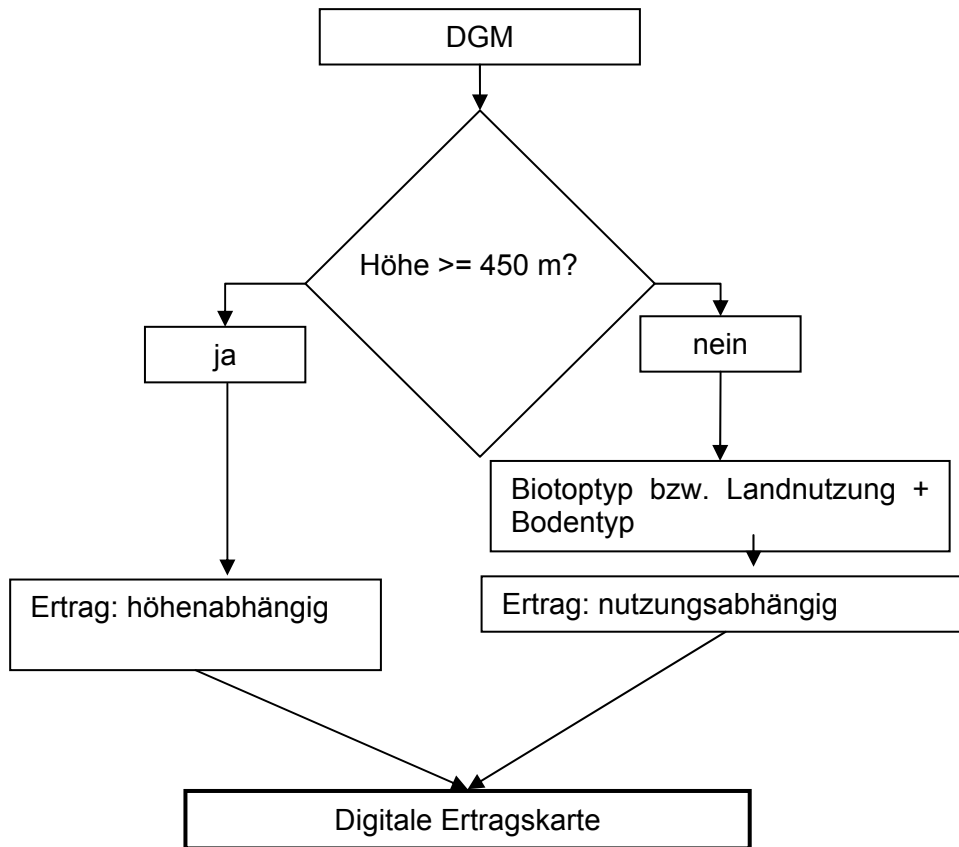 DGM
Höhe >= 450 m?
ja
nein
Biotoptyp bzw. Landnutzung +
Bodentyp
Ertrag: höhenabhängig
Ertrag: nutzungsabhängig
Digitale Ertragskarte